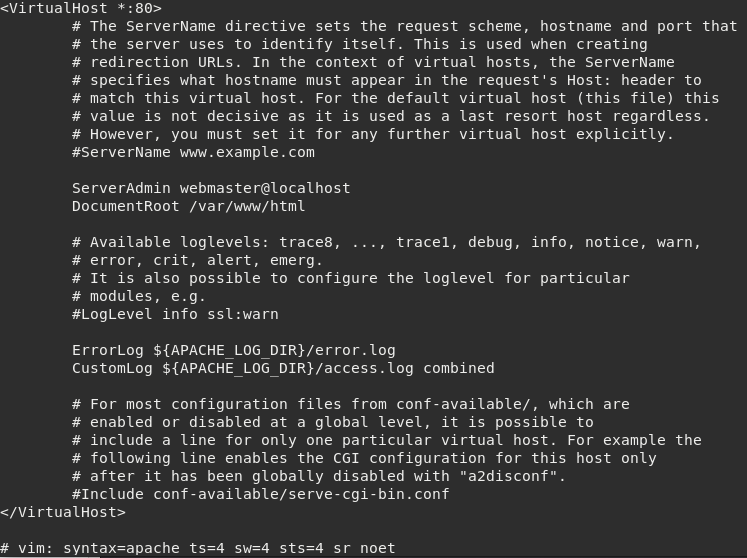 <VirtualHost *:80>
# The ServerName directive sets the request scheme, hostname and port that
# the server uses to identify itself. This is used when creating
# redirection URLs. In the context of virtual hosts, the ServerName
# specifies what hostname must appear in the request's Host: header to
# match this virtual host. For the default virtual host (this file) this
# value is not decisive as it is used as a last resort host regardless.
# However, you must set it for any further virtual host explicitly.
#ServerName www.example.com
ServerAdmin webmaster@localhost
DocumentRoot /var/www/html
# Available loglevels: trace8, ..., trace1, debug, info, notice, warn,
# error, crit, alert, emerg.
# It is also possible to configure the loglevel for particular
# modules, e.g.
#LogLevel info ssl:warn
ErrorLog ${APACHE_LOG_DIR}/error.log
CustomLog ${APACHE_LOG_DIR}/access.log combined
# For most configuration files from conf-available/, which are
# enabled or disabled at a global level, it is possible to
# include a line for only one particular virtual host. For example the
# following line enables the CGI configuration for this host only
# after it has been globally disabled with "a2disconf".
#Include conf-available/serve-cgi-bin.conf
</VirtualHost>
# vim: syntax=apache ts=4 sw=4 sts=4 sr noet